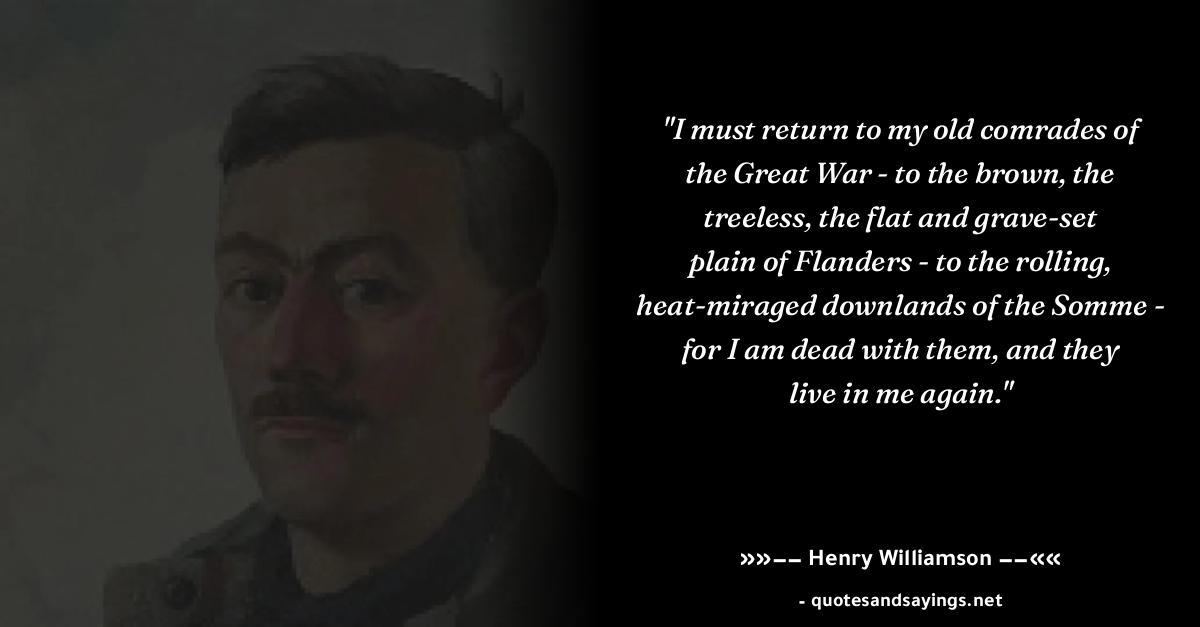 "I must return to my old comrades of
the Great War - to the brown, the
treeless, the flat and grave-set
plain of Flanders - to the rolling,
heat-miraged downlands of the Somme -
for I am dead with them, and they
live in me again."
»»−− Henry Williamson −−««
- quotesandsayings.net